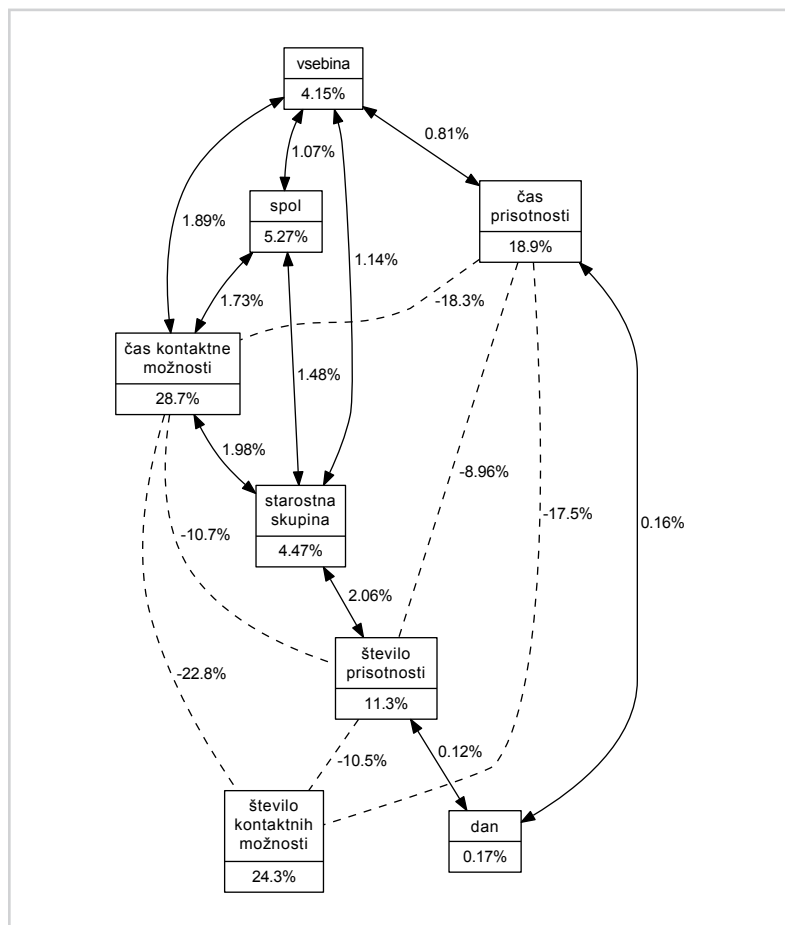 vsebina
4.15%
0.81%
1.07%
čas
prisotnosti
18.9%
spol
5.27%
1.89%
1.14%
1.73%
-18.3%
čas kontaktne
možnosti
28.7%
1.48%
1.98%
-8.96%
starostna
skupina
4.47%
-17.5%
0.16%
-10.7%
2.06%
število
prisotnosti
11.3%
-22.8%
0.12%
-10.5%
število
kontaktnih
možnosti
24.3%
dan
0.17%